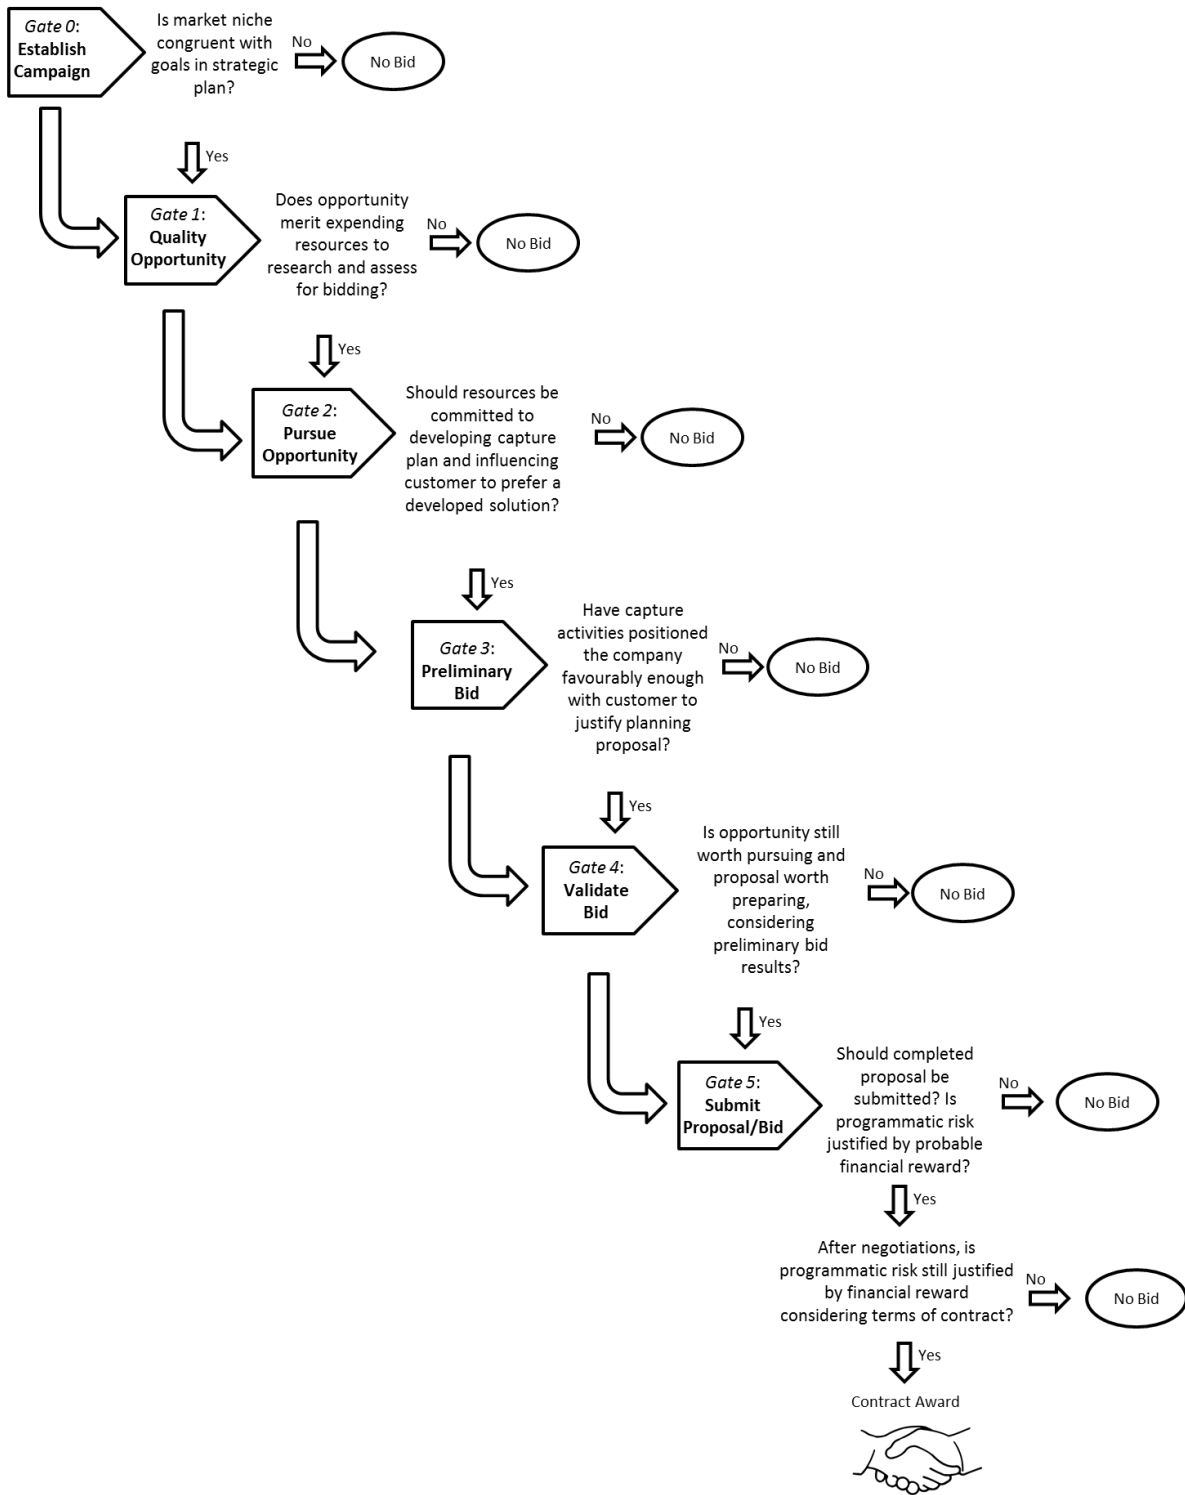 Gate 0:
Establish
Campaign
Is market niche
congruent with
goals in strategic
plan?
No
No Bid
Yes
Gate 1:
Quality
Opportunity
Does opportunity
merit expending
resources to
research and assess
for bidding?
No
No Bid
Yes
Gate 2:
Pursue
Opportunity
Should resources be
committed to
developing capture
plan and influencing
customer to prefer a
developed solution?
No
No Bid
Yes
Gate 3:
Preliminary
Bid
Have capture
activities positioned
the company
favourably enough
with customer to
justify planning
proposal?
No
No Bid
Yes
Gate 4:
Validate
Bid
Is opportunity still
worth pursuing and
proposal worth
preparing,
considering
preliminary bid
results?
No
No Bid
Yes
Gate 5:
Submit
Proposal/Bid
Should completed
proposal be
submitted? Is
programmatic risk
justified by probable
financial reward?
No
No Bid
Yes
After negotiations, is
programmatic risk still justified
by financial reward
considering terms of contract?
No
No Bid
Yes
Contract Award